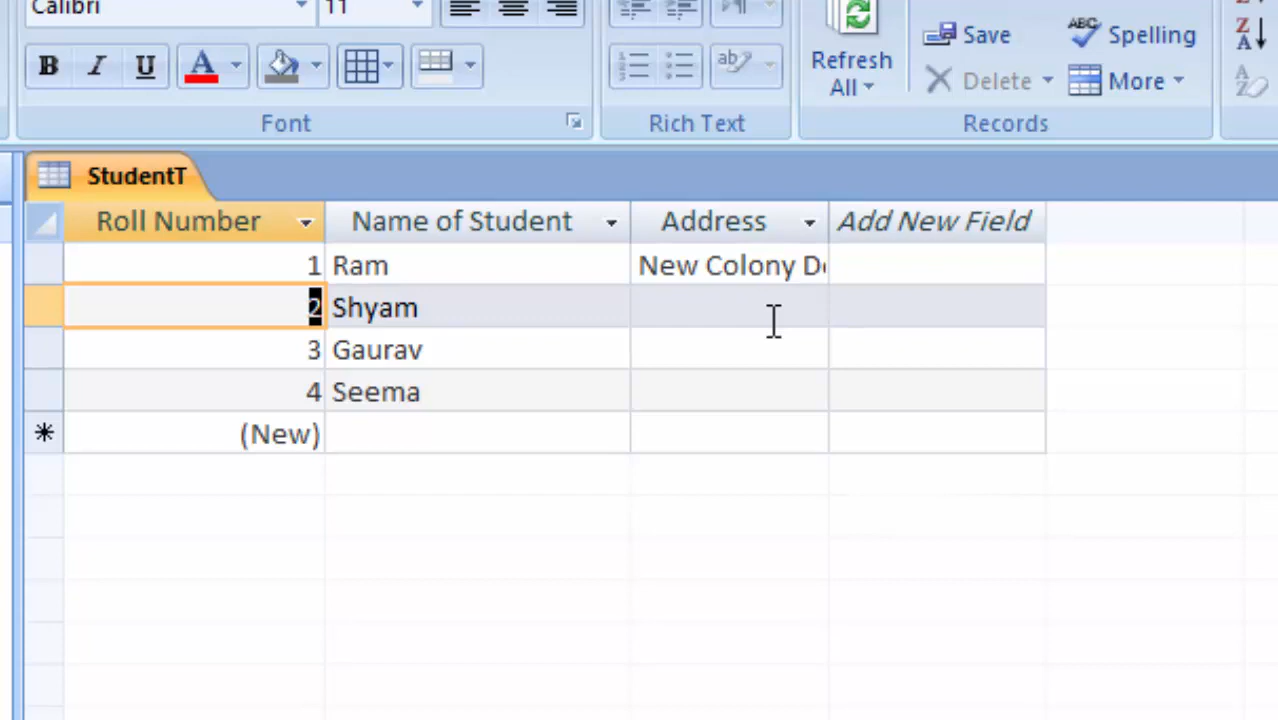 Calibri 11
B I U A
Refresh All
Save
Delete
Spelling
More
Font Rich Text Records
StudentT
Roll Number Name of Student Address Add New Field
1 Ram New Colony De
2 Shyam
3 Gaurav
4 Seema
* (New)